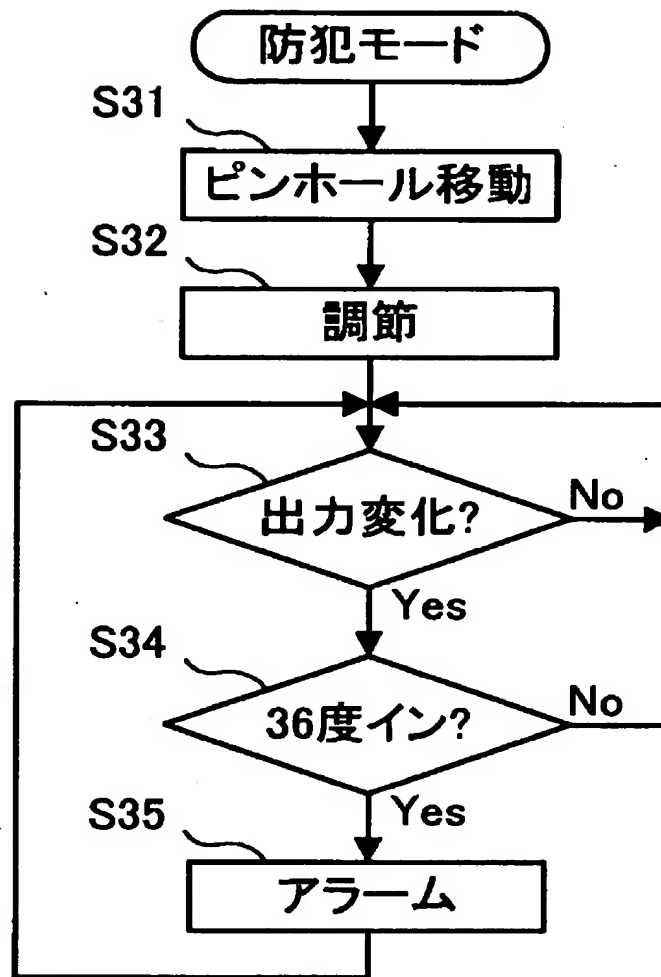 防犯モード
S31
ピンホール移動
S32
調節
S33
出力変化?
No
Yes
S34
36度イン?
No
Yes
S35
アラーム